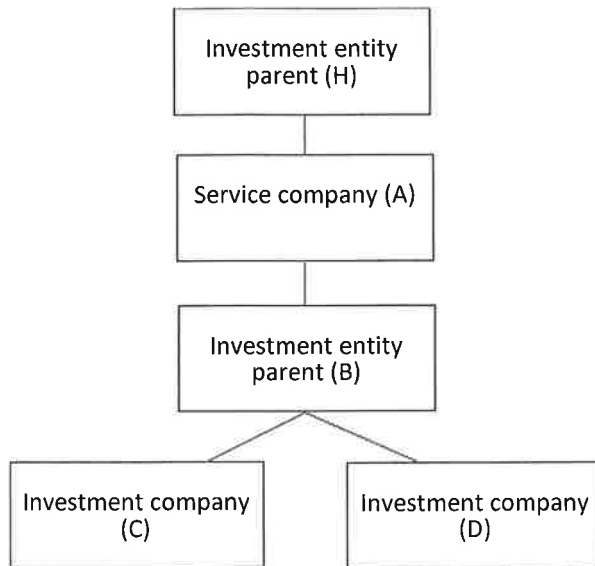 Investment entity
parent (H)
Service company (A)
Investment entity
parent (B)
Investment company
(C)
Investment company
(D)